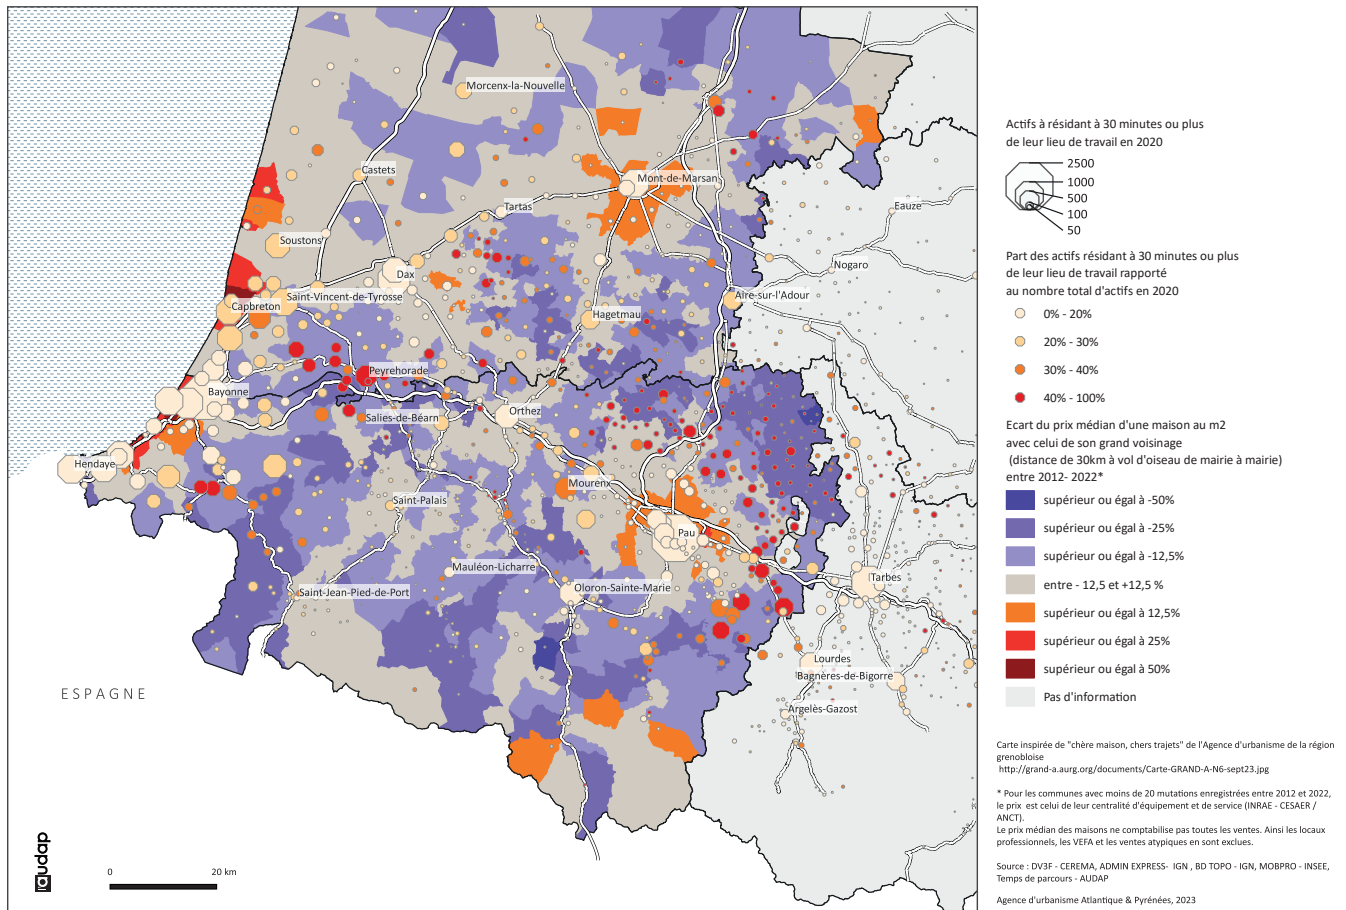 Morcenx-la-Nouvelle
Castets
Mont-de-Marsan
Tartas
Eauze
Soustons
Nogaro
Dax
Saint-Vincent-de-Tyrosse
Aire-sur-l'Adour
Capbreton
Hagetmau
Peyrehorade
Bayonne
Salies-de-Béarn
Orthez
Hendaye
Mourenx
Saint-Palais
Pau
Mauléon-Licharre
Tarbes
Saint-Jean-Pied-de-Port
Oloron-Sainte-Marie
Lourdes
Bagnères-de-Bigorre
ESPAGNE
Argelès-Gazost
audap
0 20 km
Actifs à résidant à 30 minutes ou plus
de leur lieu de travail en 2020
2500
1000
500
100
50
Part des actifs résidant à 30 minutes ou plus
de leur lieu de travail rapporté
au nombre total d'actifs en 2020
0% - 20%
20% - 30%
30% - 40%
40% - 100%
Ecart du prix médian d'une maison au m2
avec celui de son grand voisinage
(distance de 30km à vol d'oiseau de mairie à mairie)
entre 2012- 2022*
supérieur ou égal à -50%
supérieur ou égal à -25%
supérieur ou égal à -12,5%
entre - 12,5 et +12,5 %
supérieur ou égal à 12,5%
supérieur ou égal à 25%
supérieur ou égal à 50%
Pas d'information
Carte inspirée de "chère maison, chers trajets" de l'Agence d'urbanisme de la région
grenobloise
http://grand-a.aurg.org/documents/Carte-GRAND-A-N6-sept23.jpg
* Pour les communes avec moins de 20 mutations enregistrées entre 2012 et 2022,
le prix est celui de leur centralité d'équipement et de service (INRAE - CESAER /
ANCT).
Le prix médian des maisons ne comptabilise pas toutes les ventes. Ainsi les locaux
professionnels, les VEFA et les ventes atypiques en sont exclues.
Source : DV3F - CEREMA, ADMIN EXPRESS- IGN , BD TOPO - IGN, MOBPRO - INSEE,
Temps de parcours - AUDAP
Agence d'urbanisme Atlantique & Pyrénées, 2023